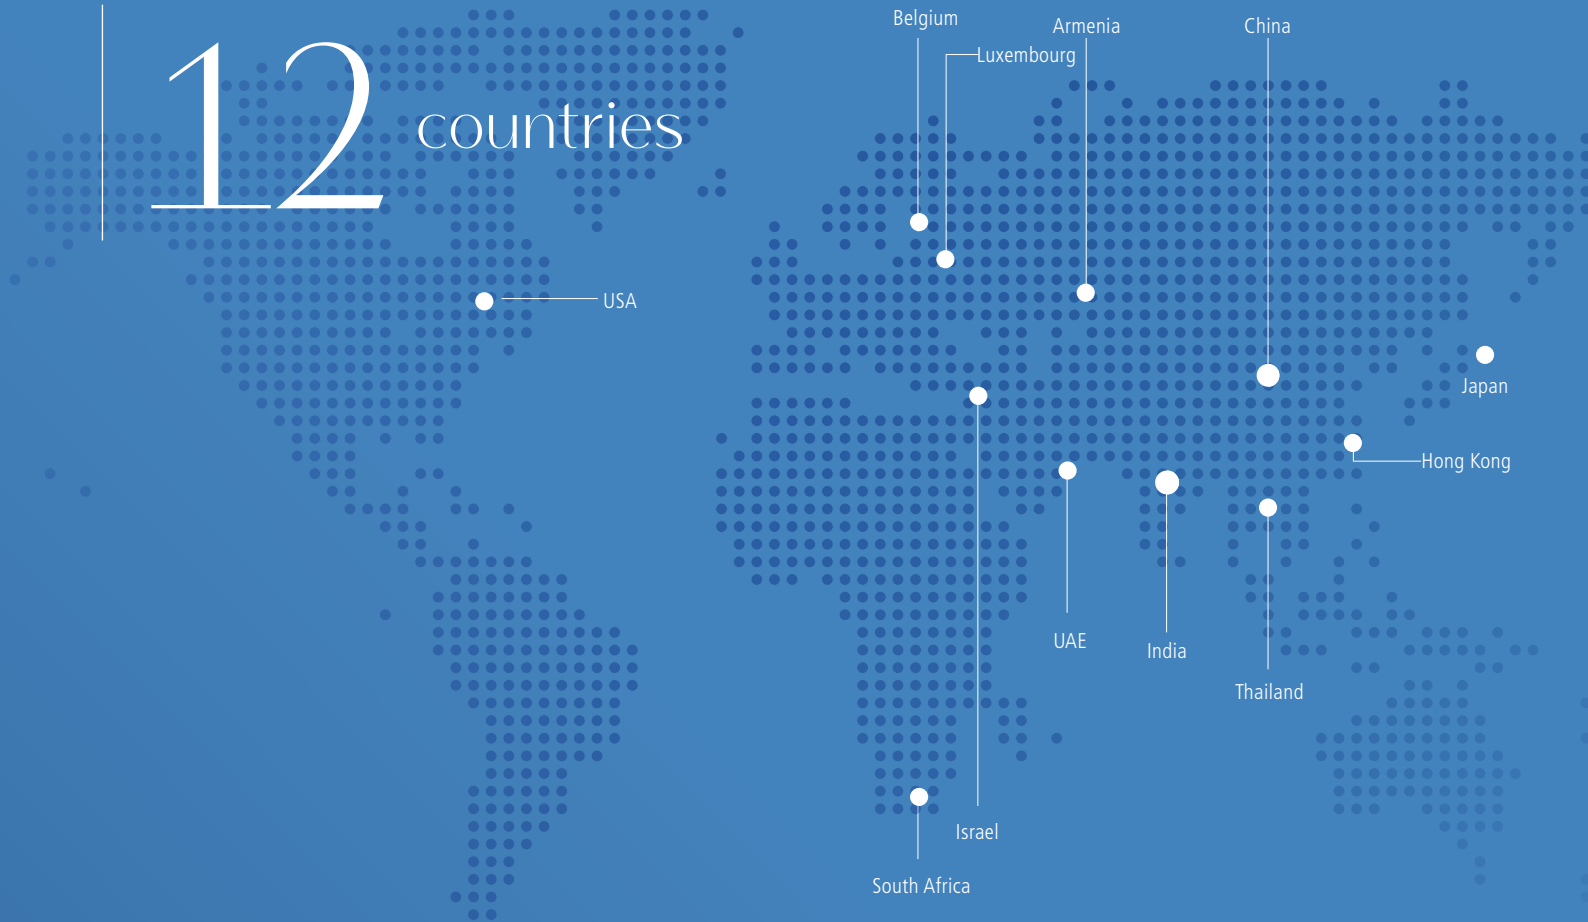 12 countries
Belgium
Armenia
China
Luxembourg
USA
Japan
Hong Kong
UAE
India
Thailand
Israel
South Africa